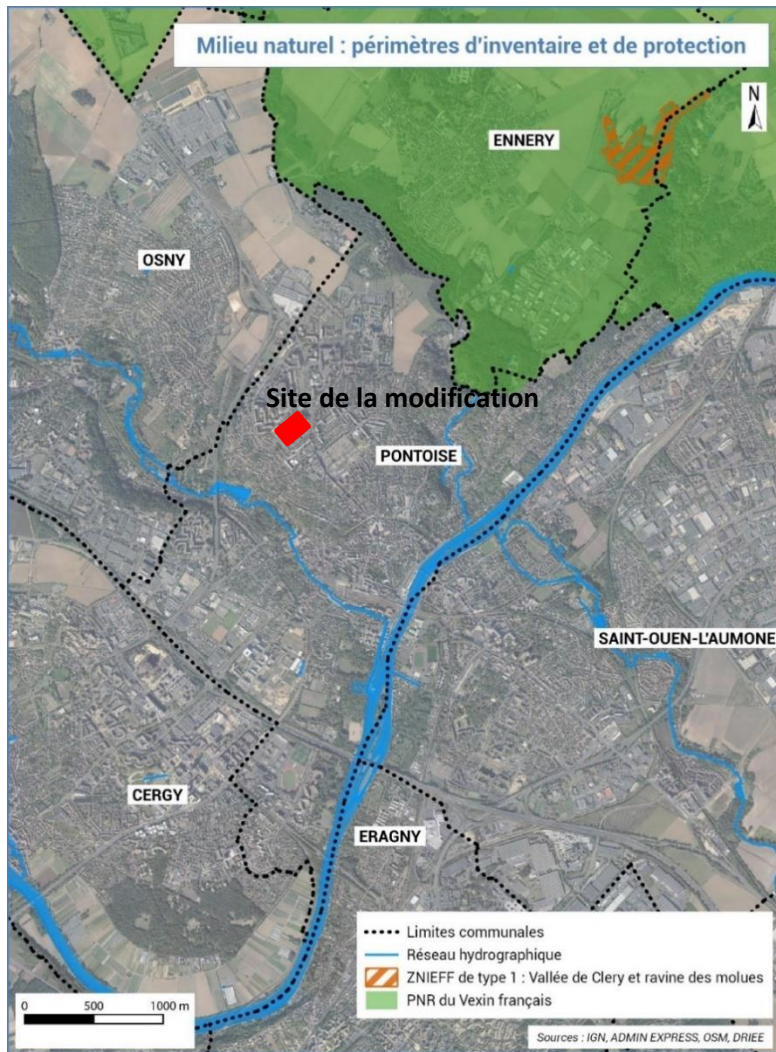 Milieu naturel : périmètres d'inventaire et de protection
N
ENNERY
OSNY
Site de la modification
PONTOISE
SAINT-OUEN-L'AUMONE
CERGY
ERAGNY
Limites communales
Réseau hydrographique
ZNIEFF de type 1 : Vallée de Clery et ravine des molues
PNR du Vexin français
0 500 1000 m
Sources : IGN, ADMIN EXPRESS, OSM, DRIEE